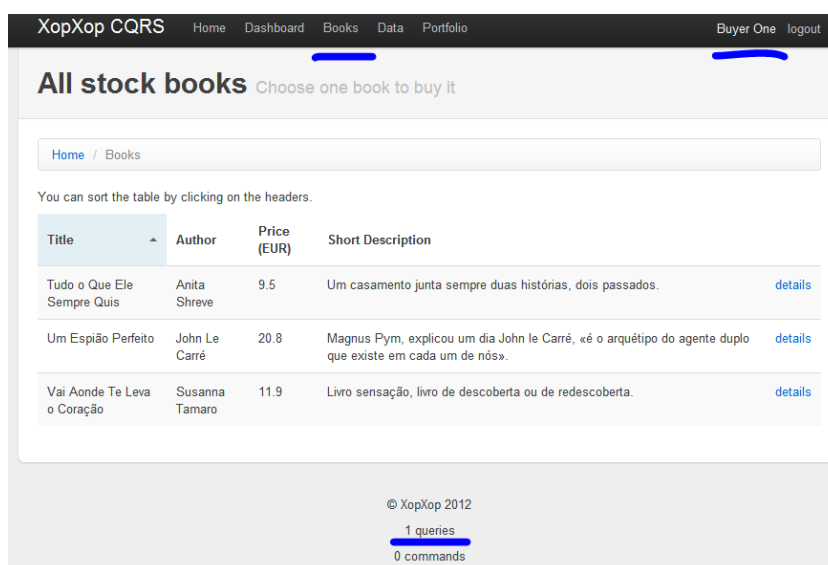 XopXop CQRS Home Dashboard Books Data Portfolio Buyer One logout
All stock books Choose one book to buy it
Home / Books
You can sort the table by clicking on the headers.
Title Author Price (EUR) Short Description
Tudo o Que Ele Sempre Quis Anita Shreve 9.5 Um casamento junta sempre duas histórias, dois passados. details
Um Espião Perfeito John Le Carré 20.8 Magnus Pym, explicou um dia John le Carré, «é o arquétipo do agente duplo que existe em cada um de nós». details
Vai Aonde Te Leva o Coração Susanna Tamaro 11.9 Livro sensação, livro de descoberta ou de redescoberta. details
© XopXop 2012
1 queries
0 commands